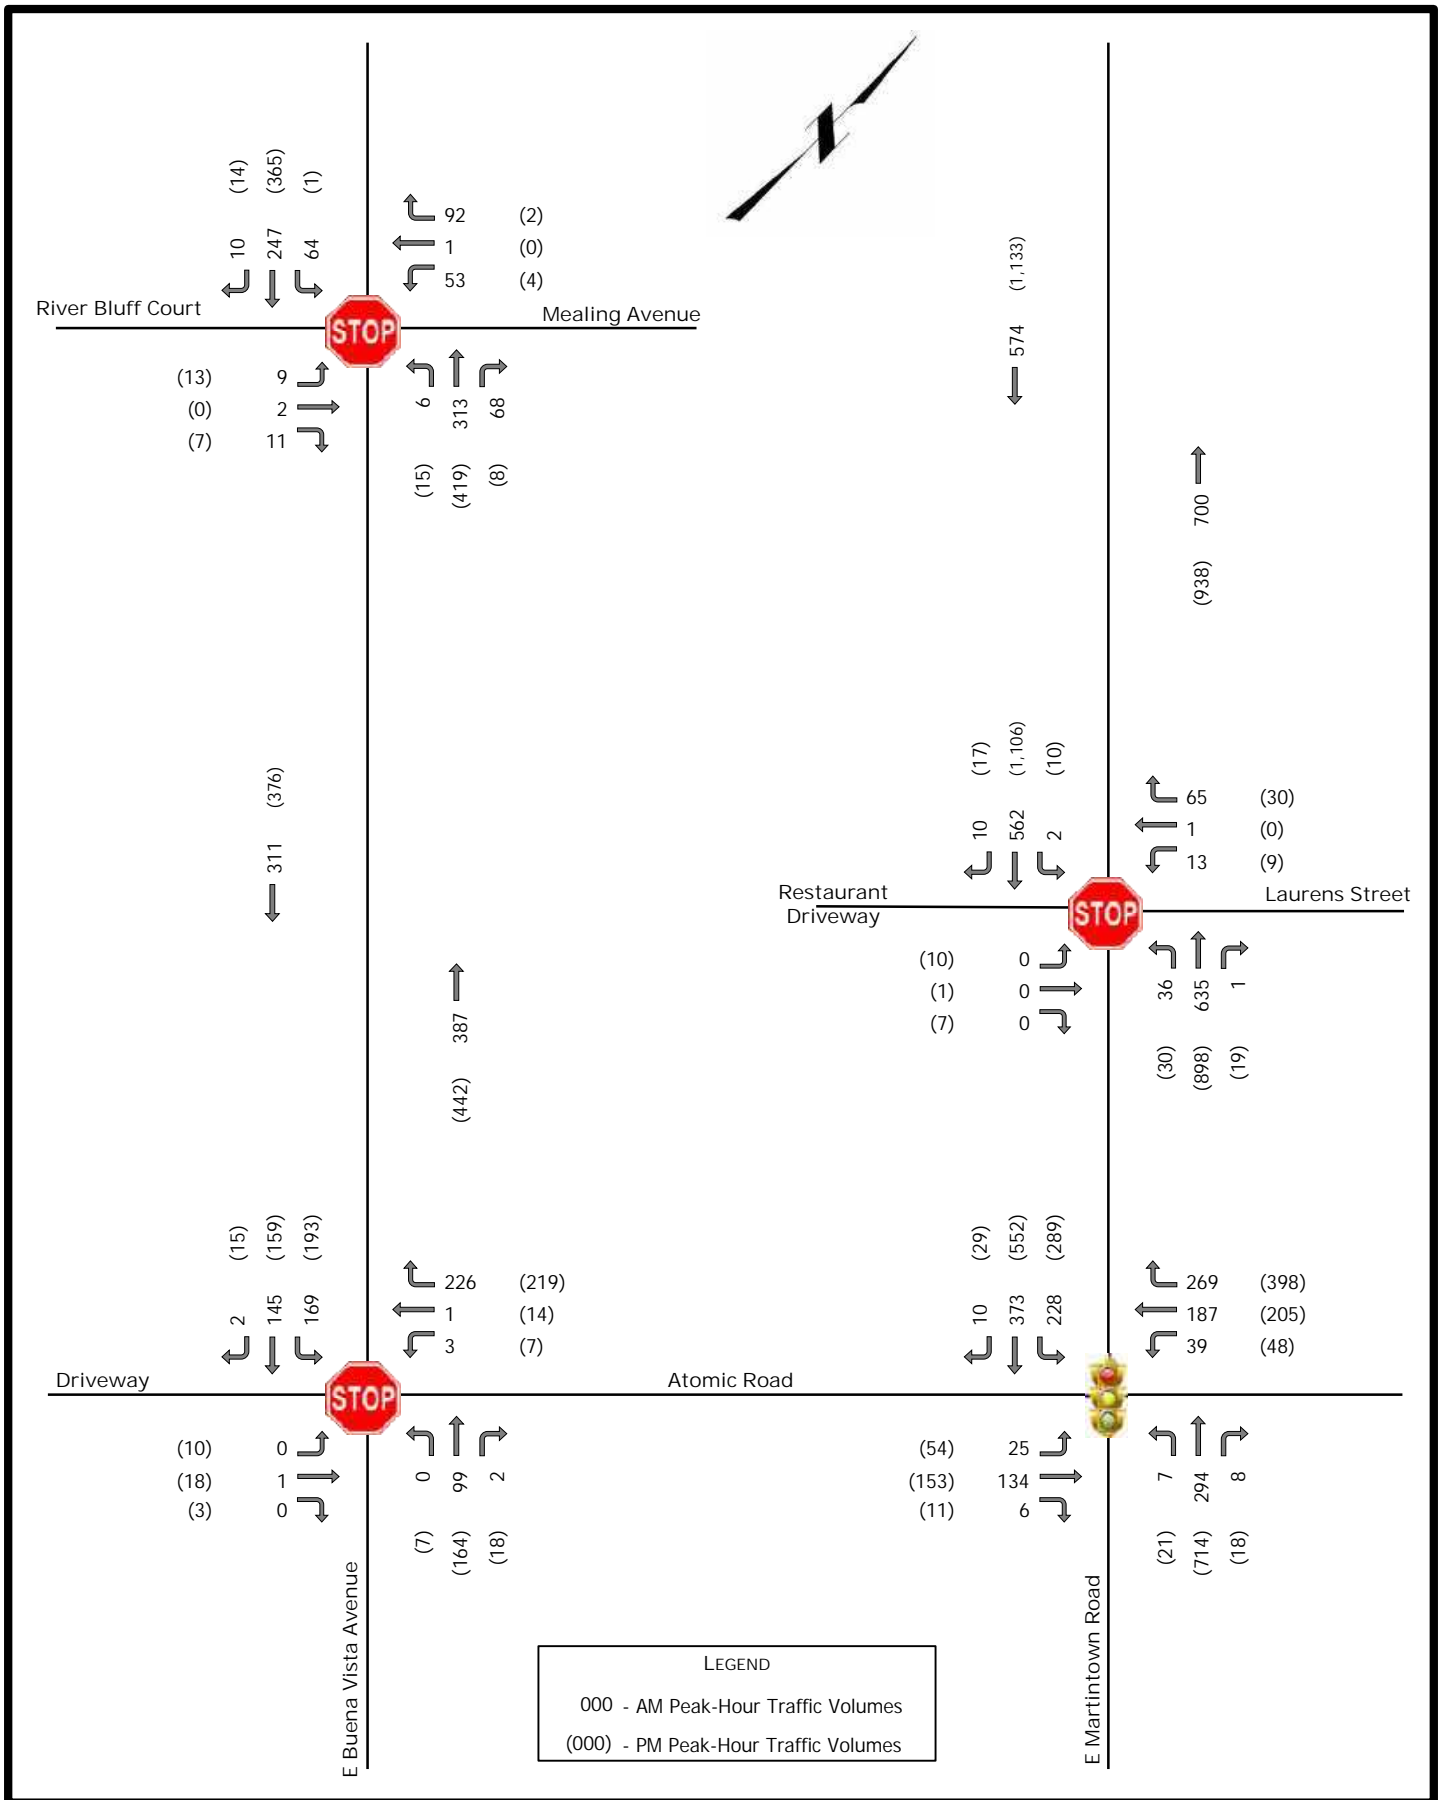 (14) (365) (1)
10 247 64
92 (2)
1 (0)
53 (4)
River Bluff Court
STOP
Mealing Avenue
(13) 9
(0) 2
(7) 11
6 313 68
(15) (419) (8)
(1,133)
574
700
(938)
(17) (1,106) (10)
10 562 2
65 (30)
1 (0)
13 (9)
Restaurant
Driveway
STOP
Laurens Street
(10) 0
(1) 0
(7) 0
36 635 1
(30) (898) (19)
(376)
311
387
(442)
(15) (159) (193)
2 145 169
226 (219)
1 (14)
3 (7)
Driveway
STOP
Atomic Road
(10) 0
(18) 1
(3) 0
0 99 2
(7) (164) (18)
(29) (552) (289)
10 373 228
269 (398)
187 (205)
39 (48)
(54) 25
(153) 134
(11) 6
7 294 8
(21) (714) (18)
E Buena Vista Avenue
E Martintown Road
LEGEND
000 - AM Peak-Hour Traffic Volumes
(000) - PM Peak-Hour Traffic Volumes